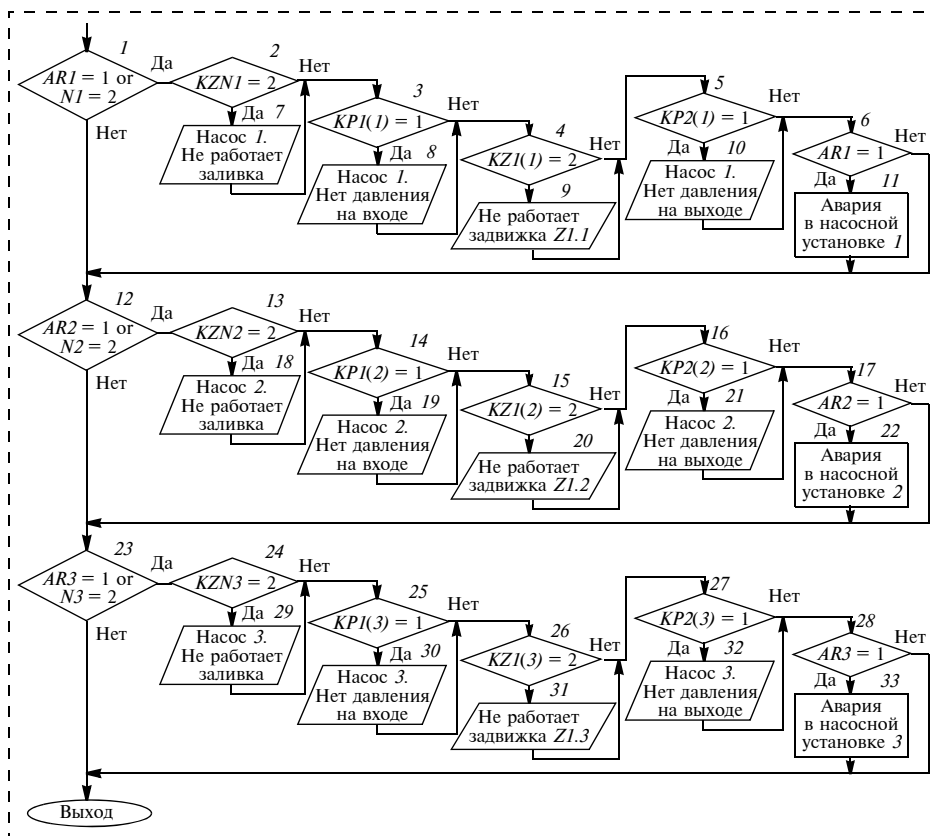 1
AR1 = 1 or
N1 = 2
Да
Нет
2
KZN1 = 2
Нет
Да 7
Насос 1.
Не работает
заливка
3
KP1(1) = 1
Нет
Да 8
Насос 1.
Нет давления
на входе
4
KZ1(1) = 2
Нет
9
Не работает
задвижка Z1.1
5
KP2(1) = 1
Нет
Да 10
Насос 1.
Нет давления
на выходе
6
AR1 = 1
Нет
Да 11
Авария
в насосной
установке 1
12
AR2 = 1 or
N2 = 2
Да
Нет
13
KZN2 = 2
Нет
Да 18
Насос 2.
Не работает
заливка
14
KP1(2) = 1
Нет
Да 19
Насос 2.
Нет давления
на входе
15
KZ1(2) = 2
Нет
20
Не работает
задвижка Z1.2
16
KP2(2) = 1
Нет
Да 21
Насос 2.
Нет давления
на выходе
17
AR2 = 1
Нет
Да 22
Авария
в насосной
установке 2
23
AR3 = 1 or
N3 = 2
Да
Нет
24
KZN3 = 2
Нет
Да 29
Насос 3.
Не работает
заливка
25
KP1(3) = 1
Нет
Да 30
Насос 3.
Нет давления
на входе
26
KZ1(3) = 2
Нет
31
Не работает
задвижка Z1.3
27
KP2(3) = 1
Нет
Да 32
Насос 3.
Нет давления
на выходе
28
AR3 = 1
Нет
Да 33
Авария
в насосной
установке 3
Выход